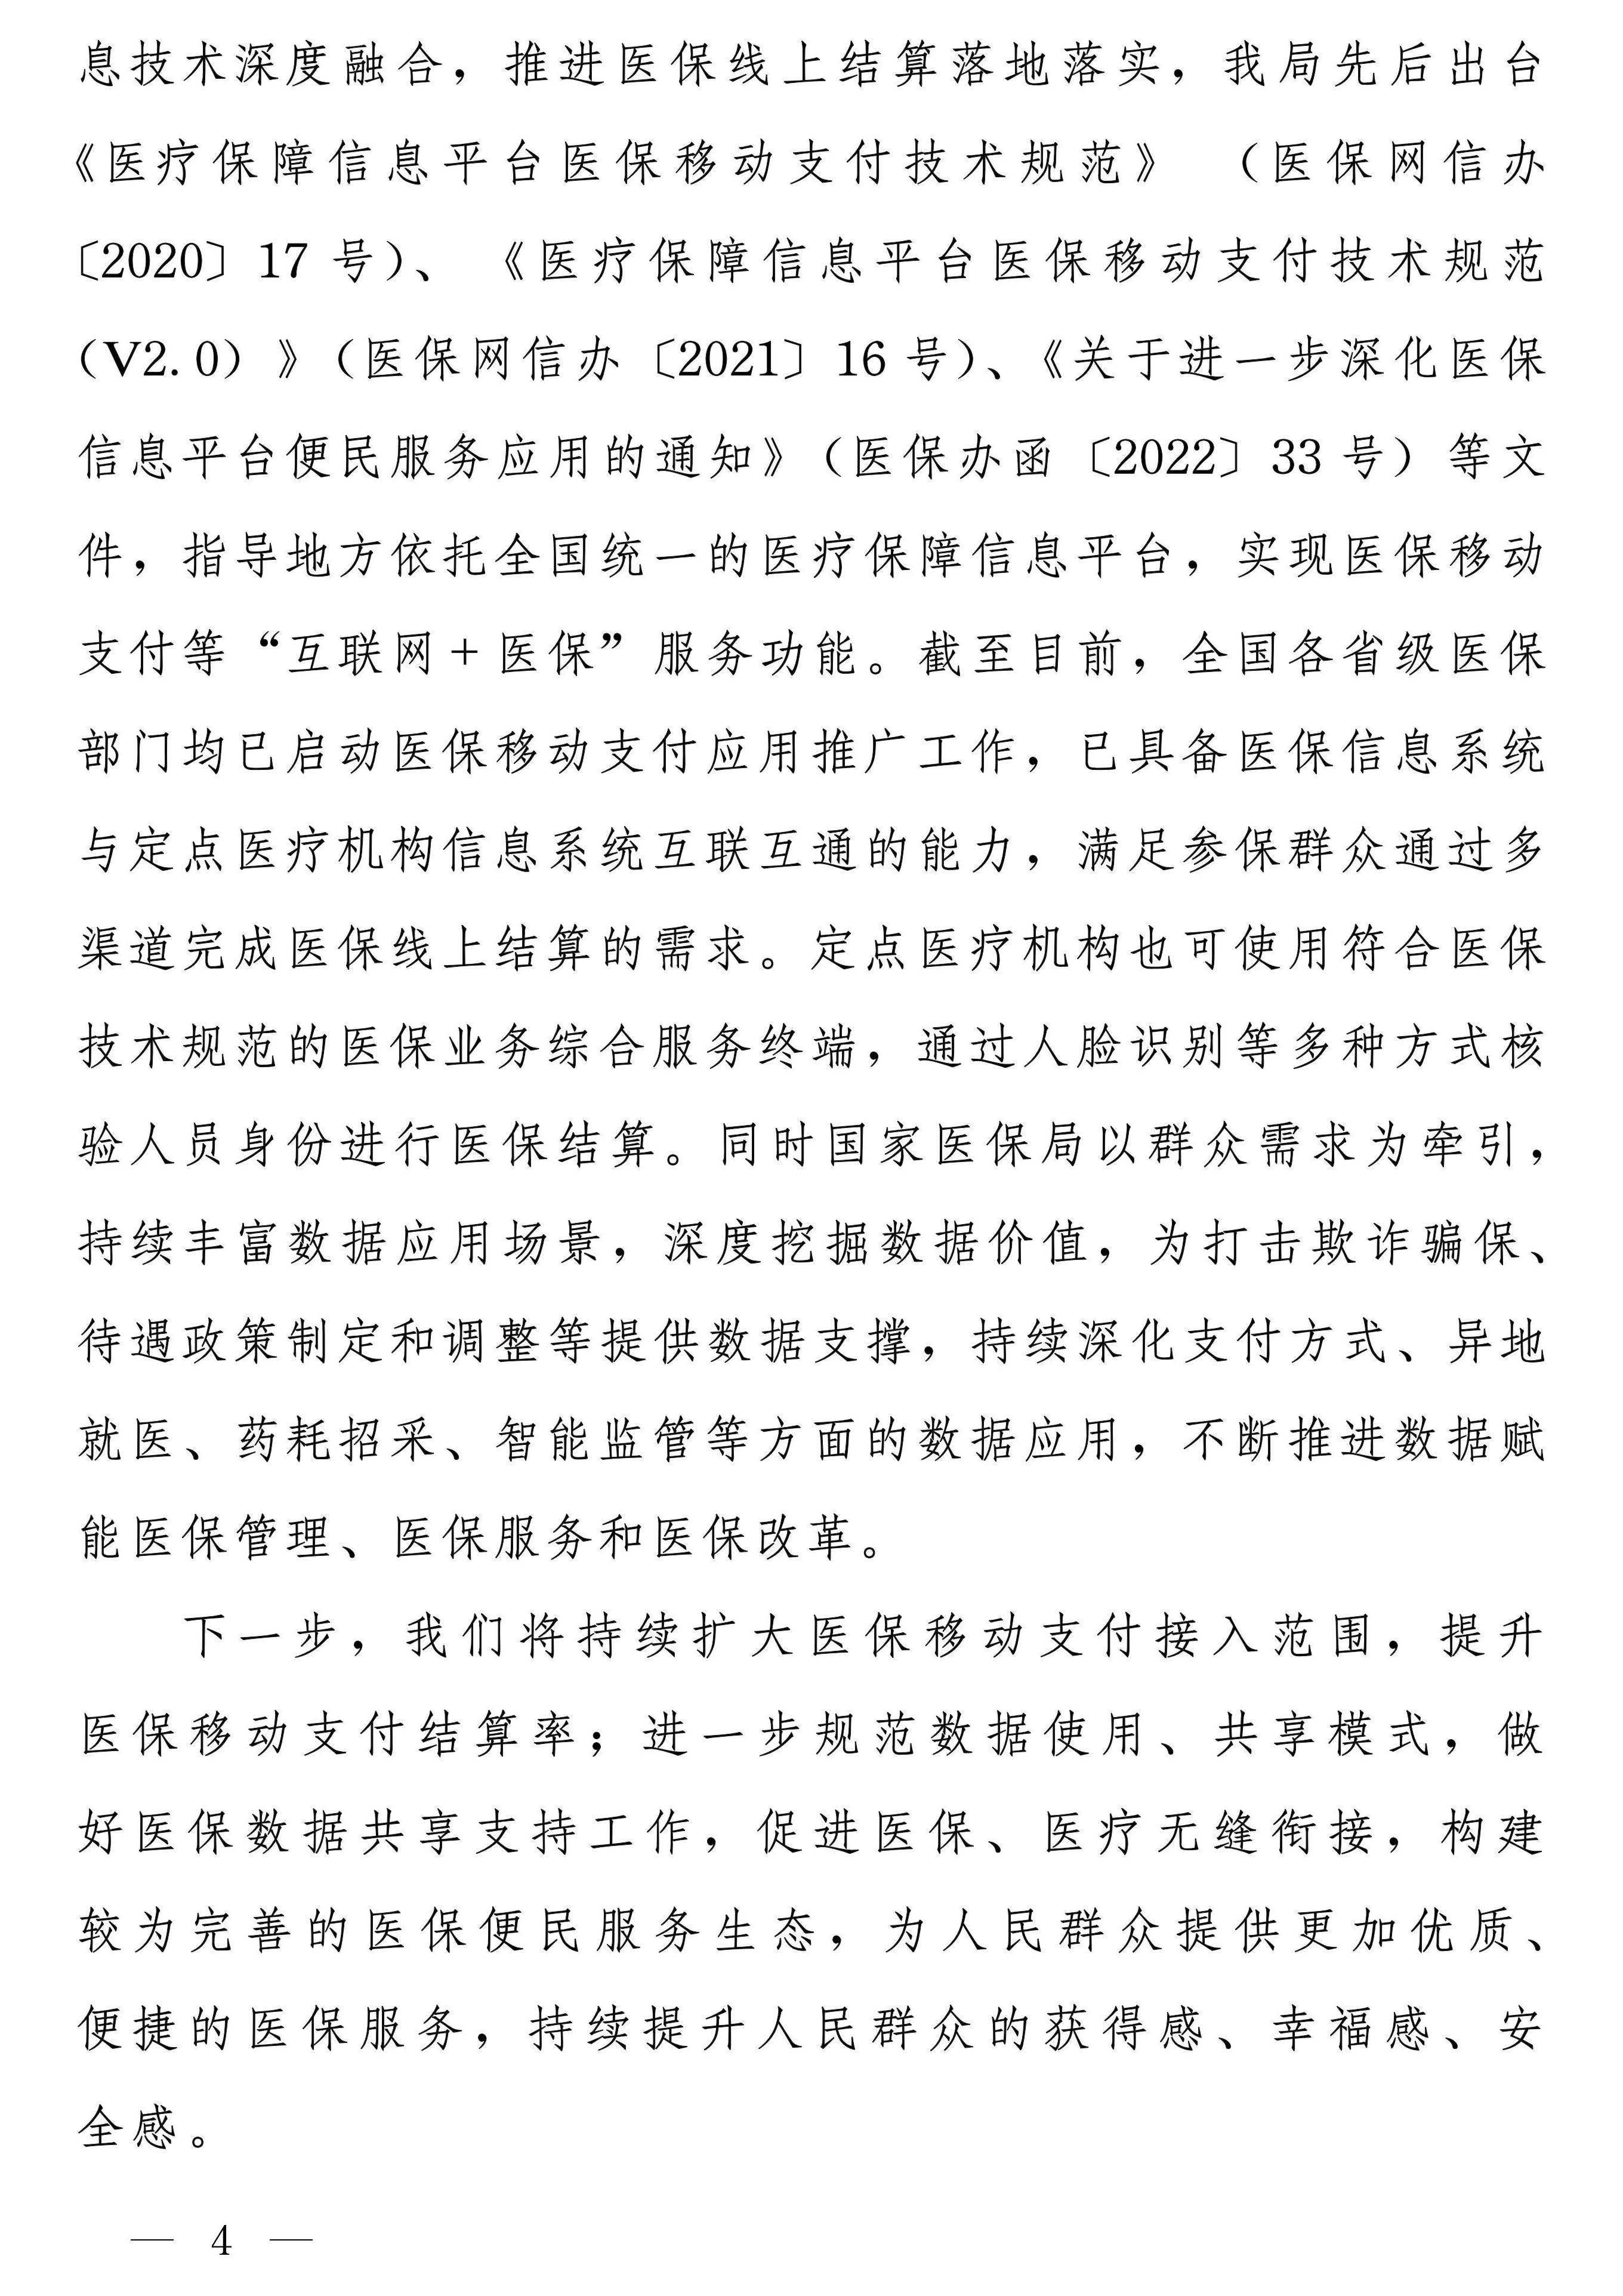 息技术深度融合，推进医保线上结算落地落实，我局先后出台
《医疗保障信息平台医保移动支付技术规范》（医保网信办
〔2020〕17号）、《医疗保障信息平台医保移动支付技术规范
（V2.0）》（医保网信办〔2021〕16号）、《关于进一步深化医保
信息平台便民服务应用的通知》（医保办函〔2022〕33号）等文
件，指导地方依托全国统一的医疗保障信息平台，实现医保移动
支付等“互联网+医保”服务功能。截至目前，全国各省级医保
部门均已启动医保移动支付应用推广工作，已具备医保信息系统
与定点医疗机构信息系统互联互通的能力，满足参保群众通过多
渠道完成医保线上结算的需求。定点医疗机构也可使用符合医保
技术规范的医保业务综合服务终端，通过人脸识别等多种方式核
验人员身份进行医保结算。同时国家医保局以群众需求为牵引，
持续丰富数据应用场景，深度挖掘数据价值，为打击欺诈骗保、
待遇政策制定和调整等提供数据支撑，持续深化支付方式、异地
就医、药耗招采、智能监管等方面的数据应用，不断推进数据赋
能医保管理、医保服务和医保改革。
下一步，我们将持续扩大医保移动支付接入范围，提升
医保移动支付结算率；进一步规范数据使用、共享模式，做
好医保数据共享支持工作，促进医保、医疗无缝衔接，构建
较为完善的医保便民服务生态，为人民群众提供更加优质、
便捷的医保服务，持续提升人民群众的获得感、幸福感、安
全感。
— 4 —